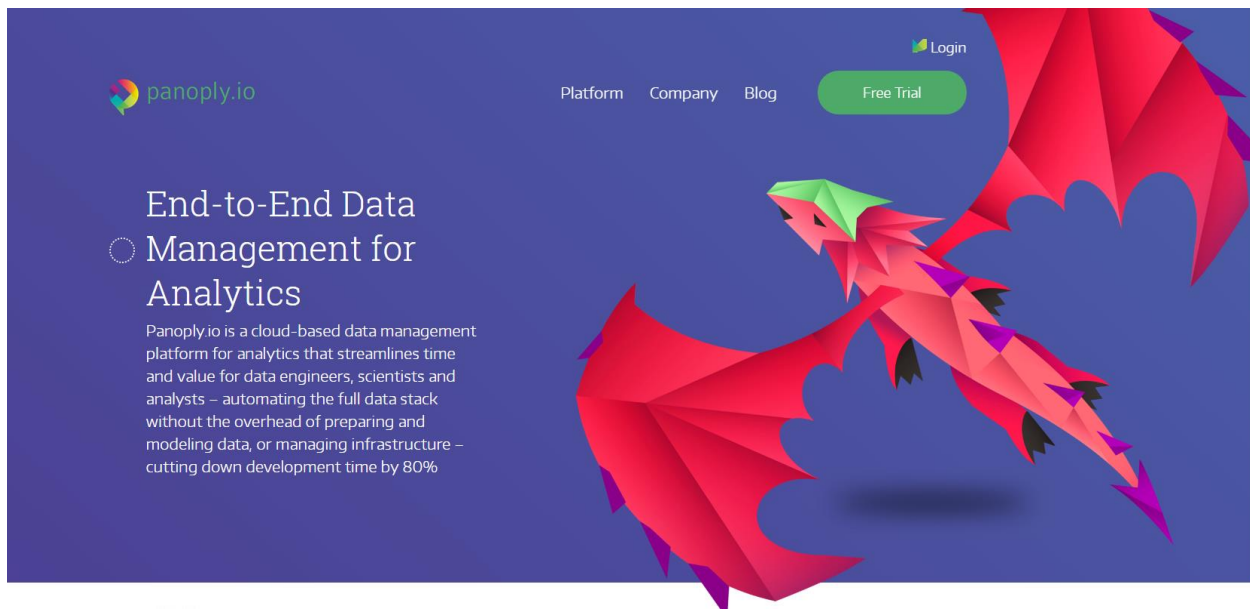 Login
panoply.io
Platform Company Blog Free Trial
End-to-End Data
Management for
Analytics
Panoply.io is a cloud-based data management
platform for analytics that streamlines time
and value for data engineers, scientists and
analysts – automating the full data stack
without the overhead of preparing and
modeling data, or managing infrastructure –
cutting down development time by 80%